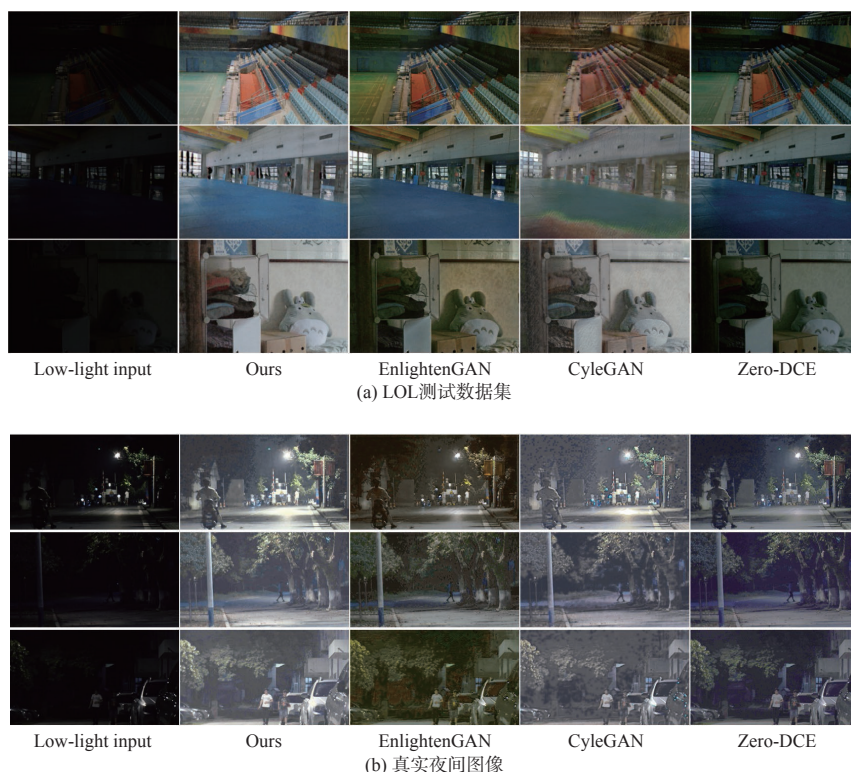 Low-light input Ours EnlightenGAN CyleGAN Zero-DCE
(a) LOL测试数据集
Low-light input Ours EnlightenGAN CyleGAN Zero-DCE
(b) 真实夜间图像